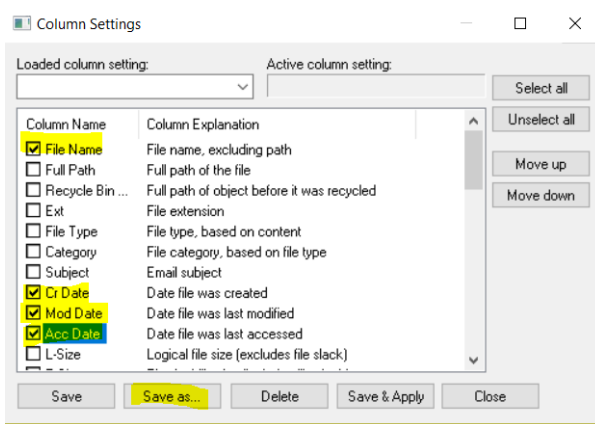 Column Settings
Loaded column setting: Active column setting:
Select all
Column Name Column Explanation Unselect all
File Name File name, excluding path
Full Path Full path of the file Move up
Recycle Bin ... Full path of object before it was recycled Move down
Ext File extension
File Type File type, based on content
Category File category, based on file type
Subject Email subject
Cr Date Date file was created
Mod Date Date file was last modified
Acc Date Date file was last accessed
L-Size Logical file size (excludes file slack)
Save Save as... Delete Save & Apply Close